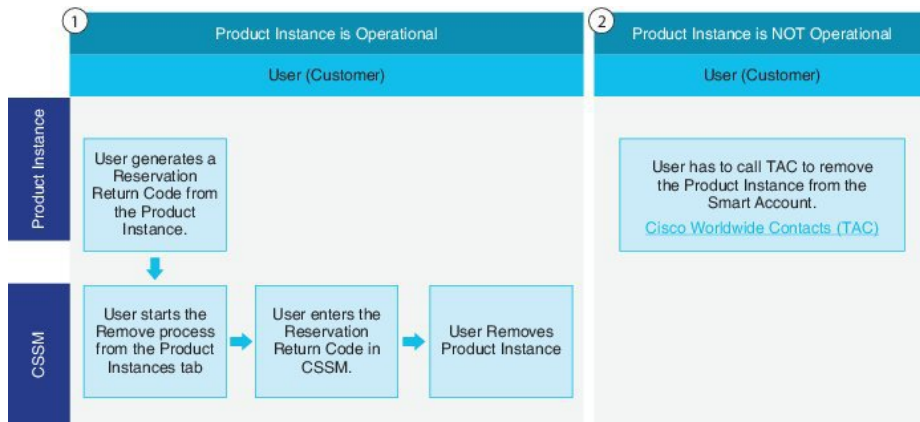 1
Product Instance is Operational
User (Customer)
2
Product Instance is NOT Operational
User (Customer)
Product Instance
User generates a
Reservation
Return Code from
the Product
Instance.
User has to call TAC to remove
the Product Instance from the
Smart Account.
Cisco Worldwide Contacts (TAC)
CSSM
User starts the
Remove process
from the Product
Instances tab
User enters the
Reservation
Return Code in
CSSM.
User Removes
Product Instance